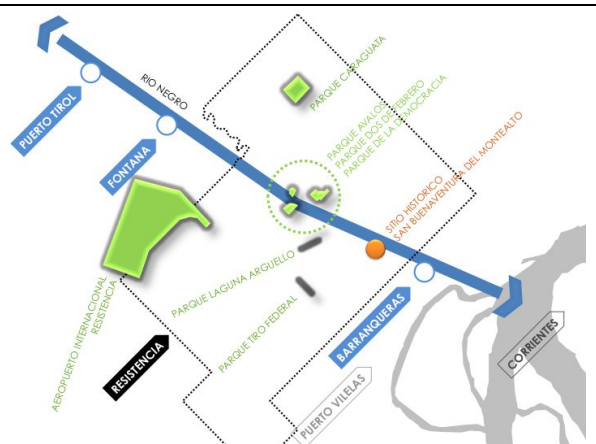 PUERTO TIROL
RIO NEGRO
FONTANA
PARQUE CARAGUATA
PARQUE AVALOS
PARQUE DOS DE FEBRERO
PARQUE DE LA DEMOCRACIA
SITIO HISTORICO
SAN BUENAVENTURA DEL MONTEALTO
AEROPUERTO INTERNACIONAL
RESISTENCIA
PARQUE LAGUNA ARGUELLO
PARQUE TIRO FEDERAL
RESISTENCIA
BARRANQUERAS
PUERTO VILELAS
CORRIENTES